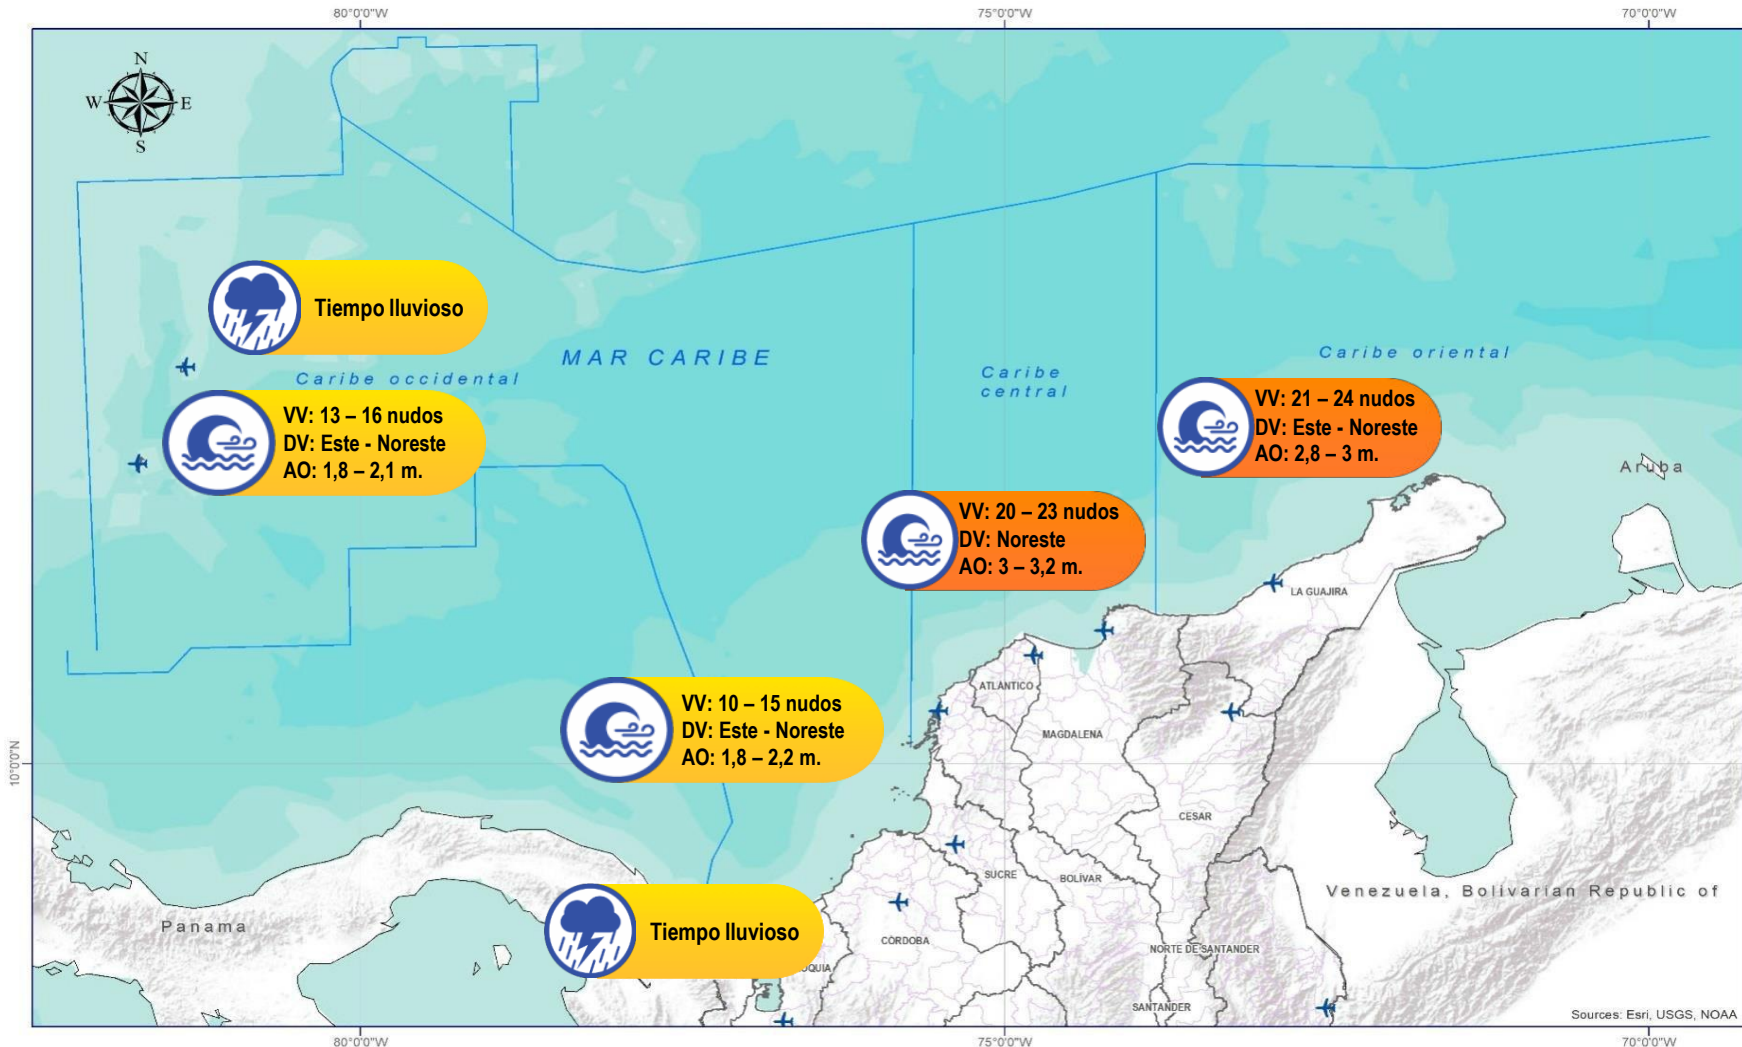 80°0'0"W
75°0'0"W
70°0'0"W
N
W
E
S
Tiempo lluvioso
MAR CARIBE
Caribe occidental
Caribe
central
Caribe oriental
VV: 13 – 16 nudos
DV: Este - Noreste
AO: 1,8 – 2,1 m.
VV: 21 – 24 nudos
DV: Este - Noreste
AO: 2,8 – 3 m.
Aruba
VV: 20 – 23 nudos
DV: Noreste
AO: 3 – 3,2 m.
LA GUAJIRA
ATLÁNTICO
VV: 10 – 15 nudos
DV: Este - Noreste
AO: 1,8 – 2,2 m.
MAGDALENA
10°0'0"N
CESAR
SUCRE
BOLÍVAR
Venezuela, Bolivarian Republic of
Panama
Tiempo lluvioso
CÓRDOBA
NORTE DE SANTANDER
OQUIA
SANTANDER
Sources: Esri, USGS, NOAA
80°0'0"W
75°0'0"W
70°0'0"W